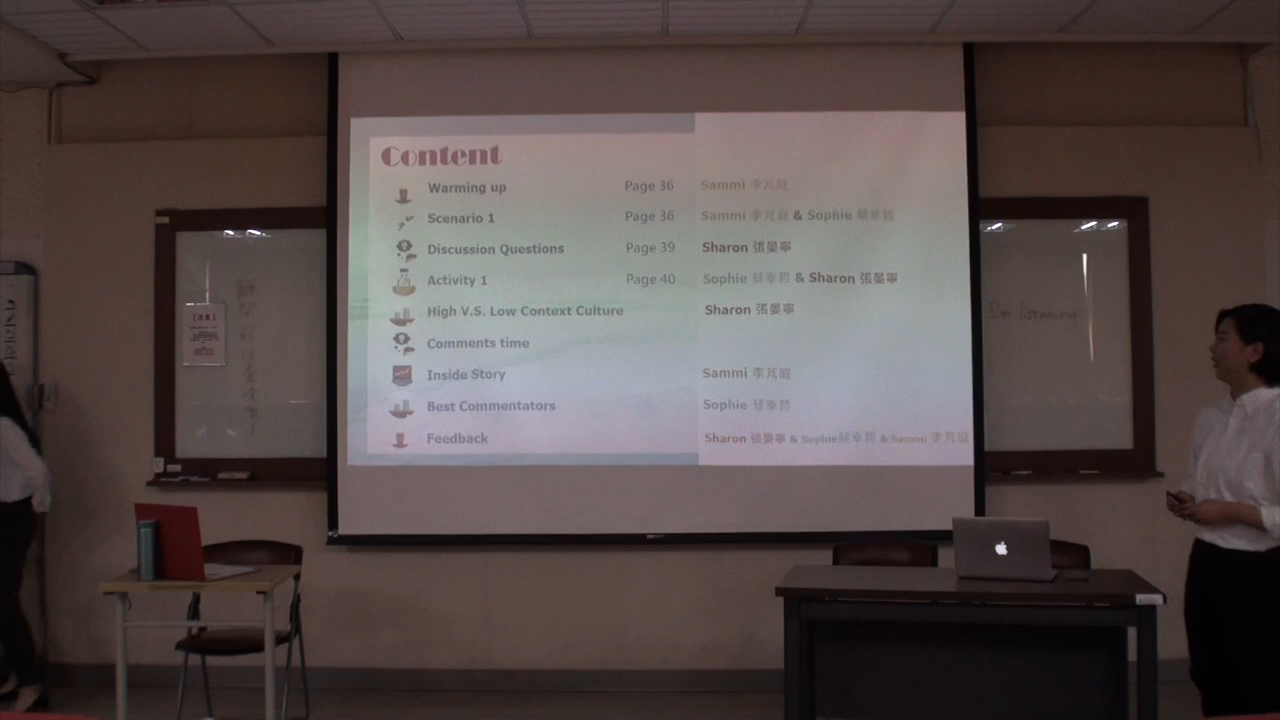 Content
Warming up Page 36 Sammi 李芃庭
Scenario 1 Page 36 Sammi 李芃庭 & Sophie 蔡幸哲
Discussion Questions Page 39 Sharon 張晏寧
Activity 1 Page 40 Sophie 蔡幸哲 & Sharon 張晏寧
High V.S. Low Context Culture Sharon 張晏寧
Comments time
Inside Story Sammi 李芃庭
Best Commentators Sophie 蔡幸哲
Feedback Sharon 張晏寧 & Sophie 蔡幸哲 & Sammi 李芃庭
I'm listening